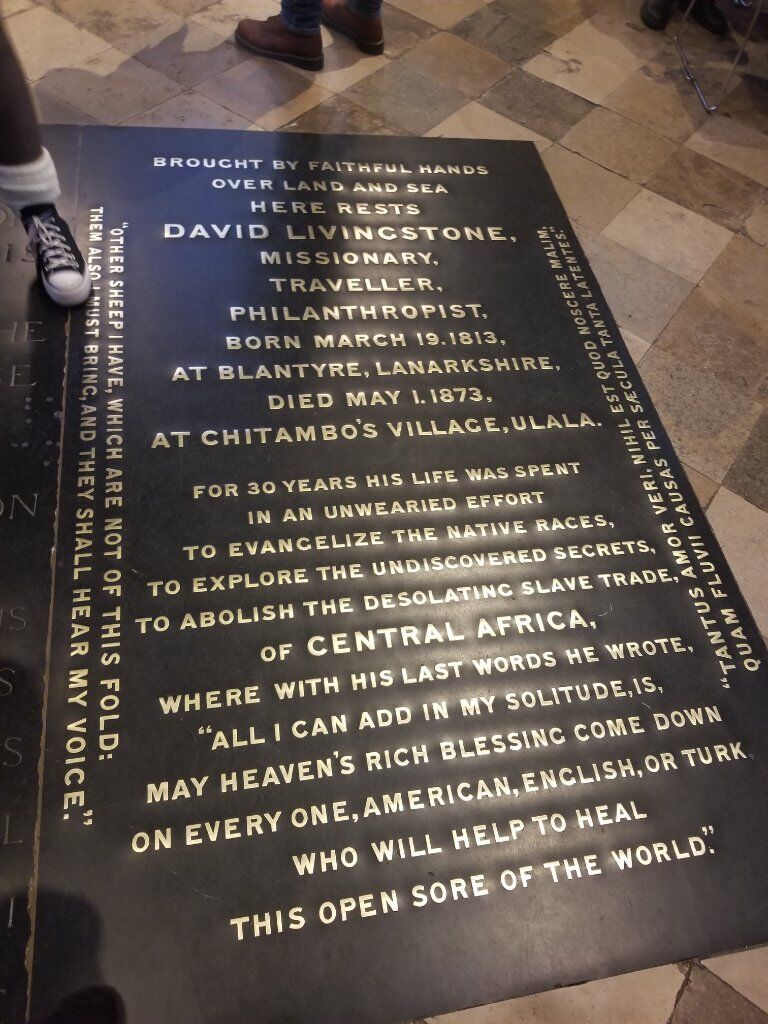 BROUGHT BY FAITHFUL HANDS
OVER LAND AND SEA
HERE RESTS
DAVID LIVINGSTONE,
MISSIONARY,
TRAVELLER,
PHILANTHROPIST,
BORN MARCH 19.1813,
AT BLANTYRE, LANARKSHIRE,
DIED MAY 1.1873,
AT CHITAMBO'S VILLAGE, ULALA.
FOR 30 YEARS HIS LIFE WAS SPENT
IN AN UNWEARIED EFFORT
TO EVANGELIZE THE NATIVE RACES,
TO EXPLORE THE UNDISCOVERED SECRETS,
TO ABOLISH THE DESOLATING SLAVE TRADE,
OF CENTRAL AFRICA,
WHERE WITH HIS LAST WORDS HE WROTE,
"ALL I CAN ADD IN MY SOLITUDE, IS,
MAY HEAVEN'S RICH BLESSING COME DOWN
ON EVERY ONE, AMERICAN, ENGLISH, OR TURK
WHO WILL HELP TO HEAL
THIS OPEN SORE OF THE WORLD."
"OTHER SHEEP I HAVE, WHICH ARE NOT OF THIS FOLD:
THEM ALSO I MUST BRING, AND THEY SHALL HEAR MY VOICE."
"TANTUS AMOR VERI, NIHIL EST QUOD NOSCERE MALIM,
QUAM FLUVII CAUSAS PER SÆCULA TANTA LATENTES."